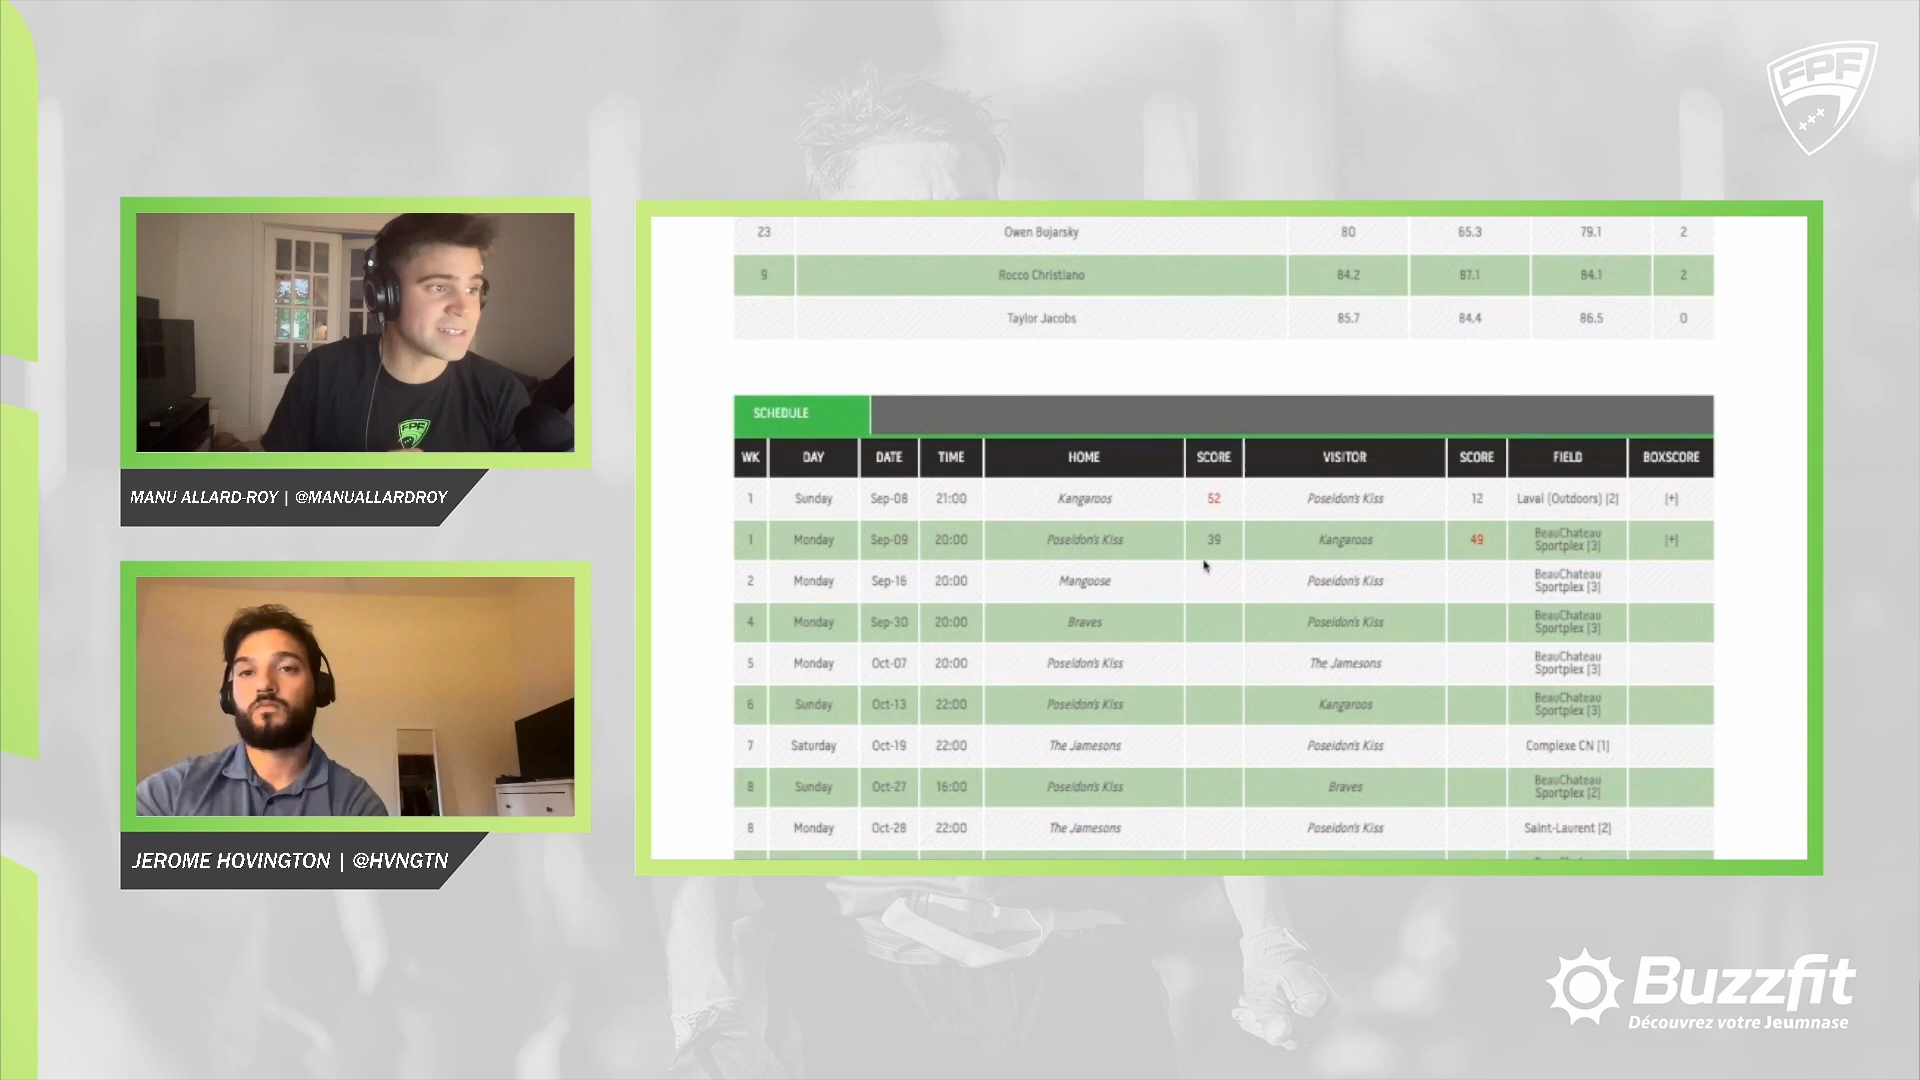 FPF
MANU ALLARD-ROY | @MANUALLARDROY
FPF
JEROME HOVINGTON | @HVNGTN
23 Owen Bujarsky 80 65.3 79.1 2
9 Rocco Christiano 84.2 87.1 84.1 2
Taylor Jacobs 85.7 84.4 86.5 0
SCHEDULE
WK DAY DATE TIME HOME SCORE VISITOR SCORE FIELD BOXSCORE
1 Sunday Sep-08 21:00 Kangaroos 52 Poseidon's Kiss 12 Laval (Outdoors) [2] [+]
1 Monday Sep-09 20:00 Poseidon's Kiss 39 Kangaroos 49 BeauChateau Sportplex [3] [+]
2 Monday Sep-16 20:00 Mangoose Poseidon's Kiss BeauChateau Sportplex [3]
4 Monday Sep-30 20:00 Braves Poseidon's Kiss BeauChateau Sportplex [3]
5 Monday Oct-07 20:00 Poseidon's Kiss The Jamesons BeauChateau Sportplex [3]
6 Sunday Oct-13 22:00 Poseidon's Kiss Kangaroos BeauChateau Sportplex [3]
7 Saturday Oct-19 22:00 The Jamesons Poseidon's Kiss Complexe CN [1]
8 Sunday Oct-27 16:00 Poseidon's Kiss Braves BeauChateau Sportplex [2]
8 Monday Oct-28 22:00 The Jamesons Poseidon's Kiss Saint-Laurent [2]
Buzzfit
Découvrez votre Jeumnase